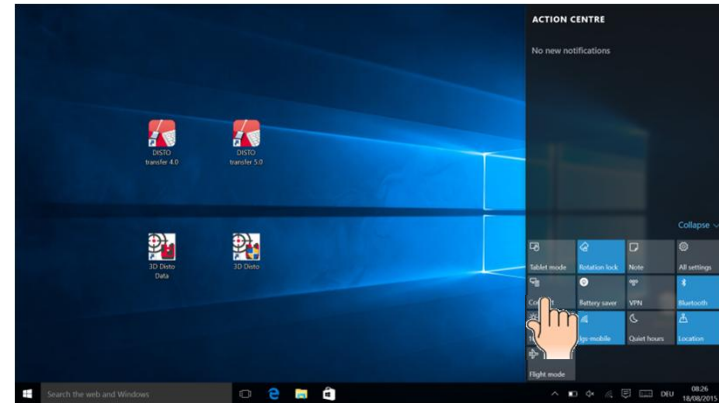 ACTION CENTRE
No new notifications
DISTO
transfer 4.0
DISTO
transfer 5.0
3D Disto
Data
3D Disto
Collapse
Tablet mode
Rotation lock
Note
All settings
Battery saver
VPN
Bluetooth
Quiet hours
Location
Flight mode
Search the web and Windows
DEU
08:26
18/08/2015